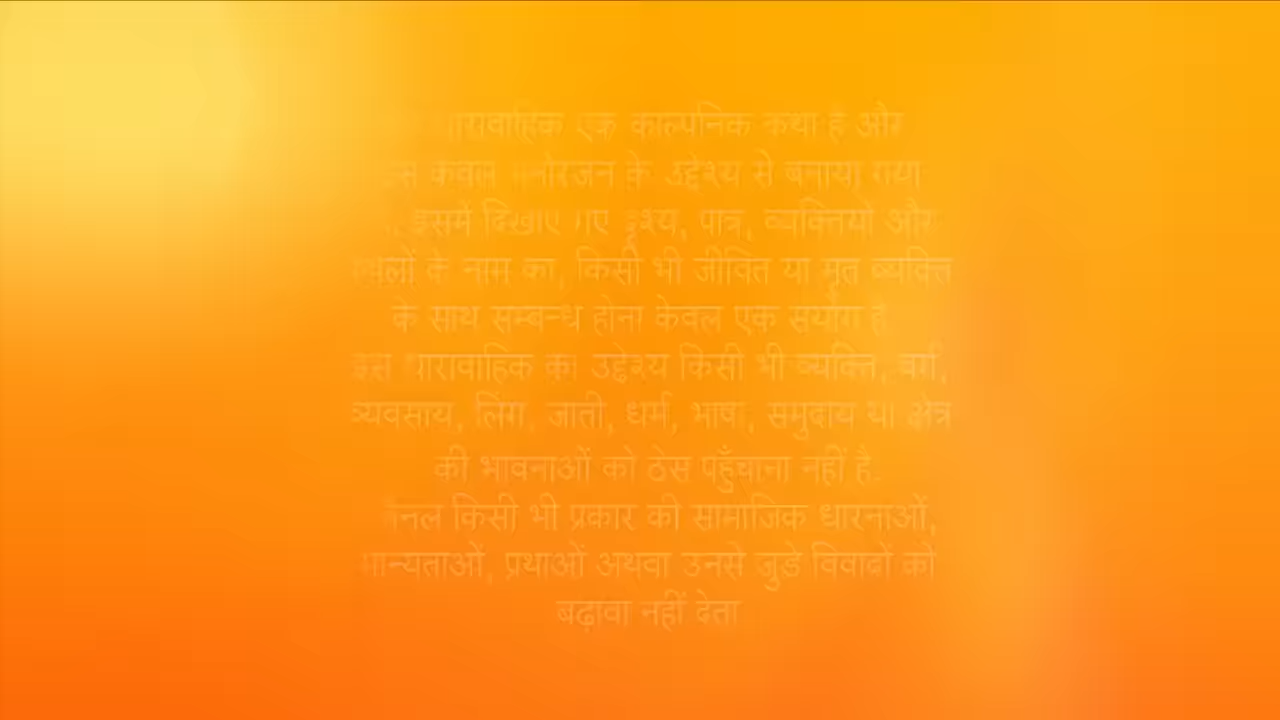 धारावाहिक एक काल्पनिक कथा है और
इसे केवल मनोरंजन के उद्देश्य से बनाया गया
है. इसमें दिखाए गए दृश्य, पात्र, व्यक्तियों और
स्थलों के नाम का, किसी भी जीवित या मृत व्यक्ति
के साथ सम्बन्ध होना केवल एक संयोग है
इस धारावाहिक का उद्देश्य किसी भी व्यक्ति, वर्ग,
व्यवसाय, लिंग, जाती, धर्म, भाषा, समुदाय या क्षेत्र
की भावनाओं को ठेस पहुँचाना नहीं है.
चैनल किसी भी प्रकार की सामाजिक धारनाओं,
मान्यताओं, प्रथाओं अथवा उनसे जुड़े विवादों को
बढ़ावा नहीं देता